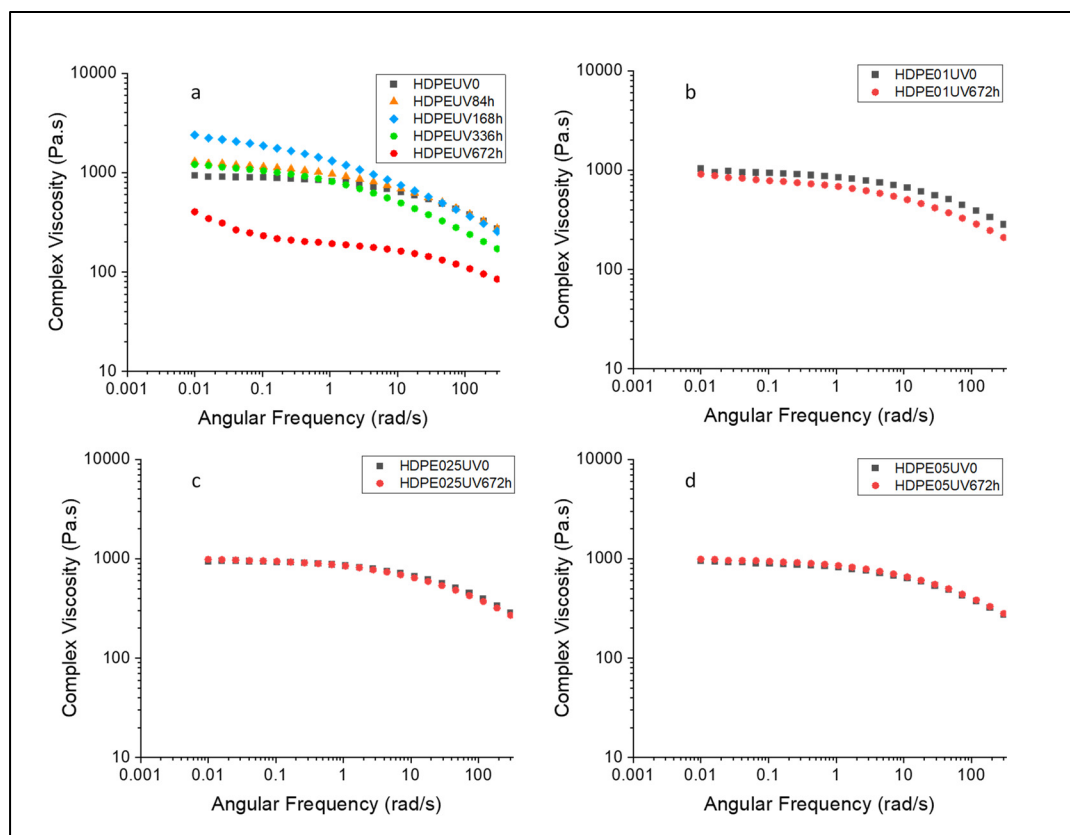 a
HDPEUV0
HDPEUV84h
HDPEUV168h
HDPEUV336h
HDPEUV672h
10000
1000
100
10
Complex Viscosity (Pa.s)
0.001 0.01 0.1 1 10 100
Angular Frequency (rad/s)
b
HDPE01UV0
HDPE01UV672h
10000
1000
100
10
Complex Viscosity (Pa.s)
0.001 0.01 0.1 1 10 100
Angular Frequency (rad/s)
c
HDPE025UV0
HDPE025UV672h
10000
1000
100
10
Complex Viscosity (Pa.s)
0.001 0.01 0.1 1 10 100
Angular Frequency (rad/s)
d
HDPE05UV0
HDPE05UV672h
10000
1000
100
10
Complex Viscosity (Pa.s)
0.001 0.01 0.1 1 10 100
Angular Frequency (rad/s)